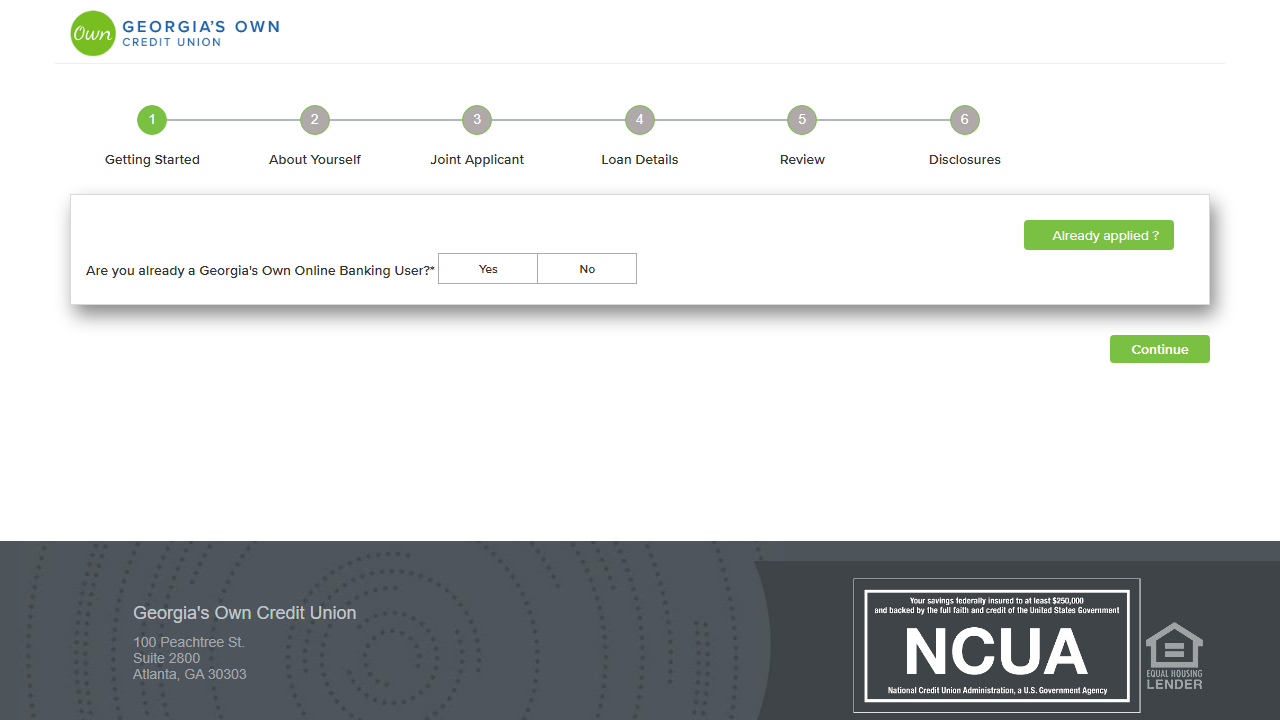 Own
GEORGIA'S OWN
CREDIT UNION
1
2
3
4
5
6
Getting Started
About Yourself
Joint Applicant
Loan Details
Review
Disclosures
Already applied ?
Are you already a Georgia's Own Online Banking User?*
Yes
No
Continue
Georgia's Own Credit Union
100 Peachtree St.
Suite 2800
Atlanta, GA 30303
Your savings federally insured to at least $250,000
and backed by the full faith and credit of the United States Government
NCUA
National Credit Union Administration, a U.S. Government Agency
EQUAL HOUSING
LENDER